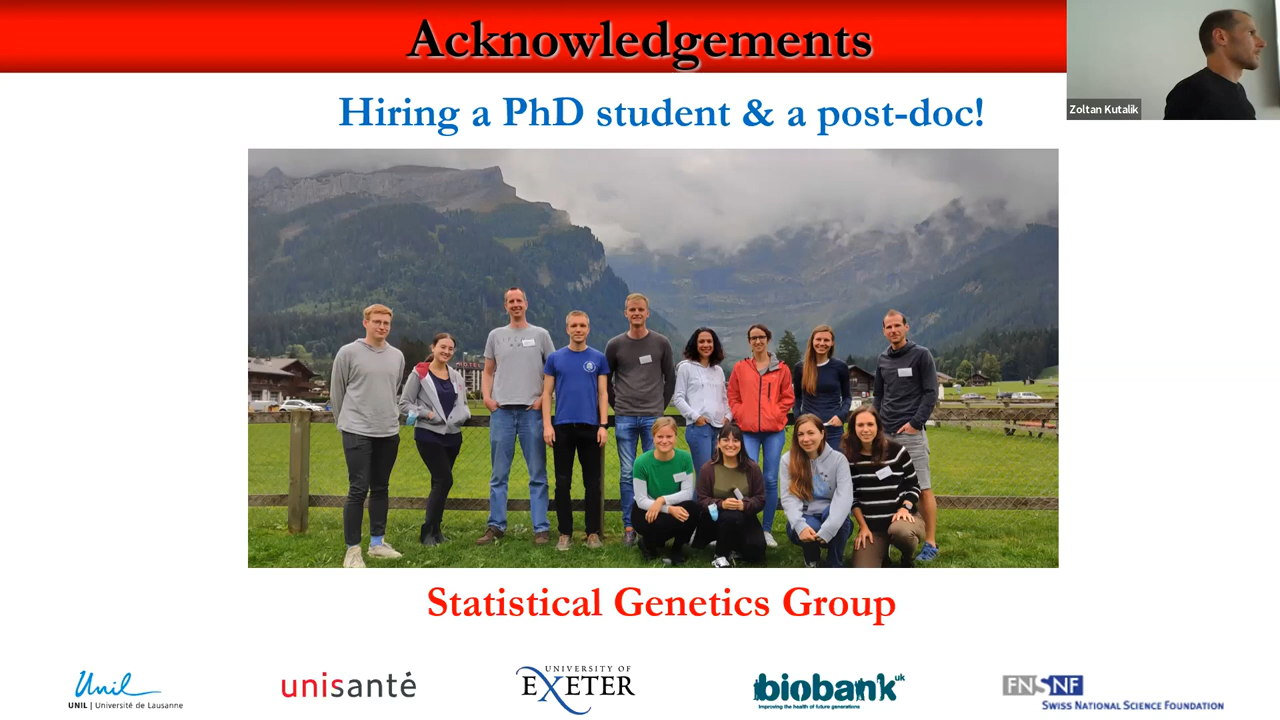 Acknowledgements
Zoltan Kutalik
Hiring a PhD student & a post-doc!
Statistical Genetics Group
Unil
UNIL | Université de Lausanne
unisanté
UNIVERSITY OF
EXETER
biobank uk
Improving the health of future generations
FNSNF
SWISS NATIONAL SCIENCE FOUNDATION